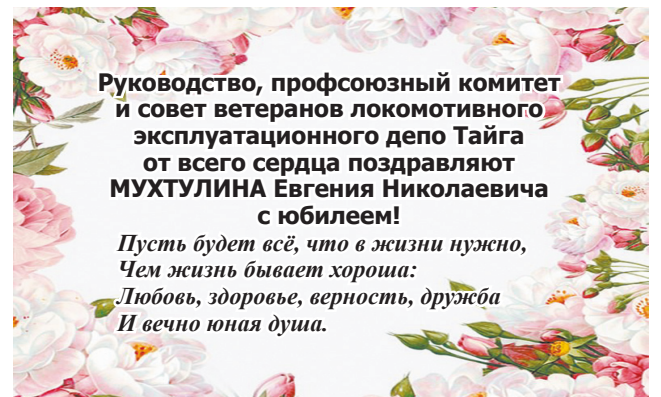 Руководство, профсоюзный комитет
и совет ветеранов локомотивного
эксплуатационного депо Тайга
от всего сердца поздравляют
МУХТУЛИНА Евгения Николаевича
с юбилеем!
Пусть будет всё, что в жизни нужно,
Чем жизнь бывает хороша:
Любовь, здоровье, верность, дружба
И вечно юная душа.